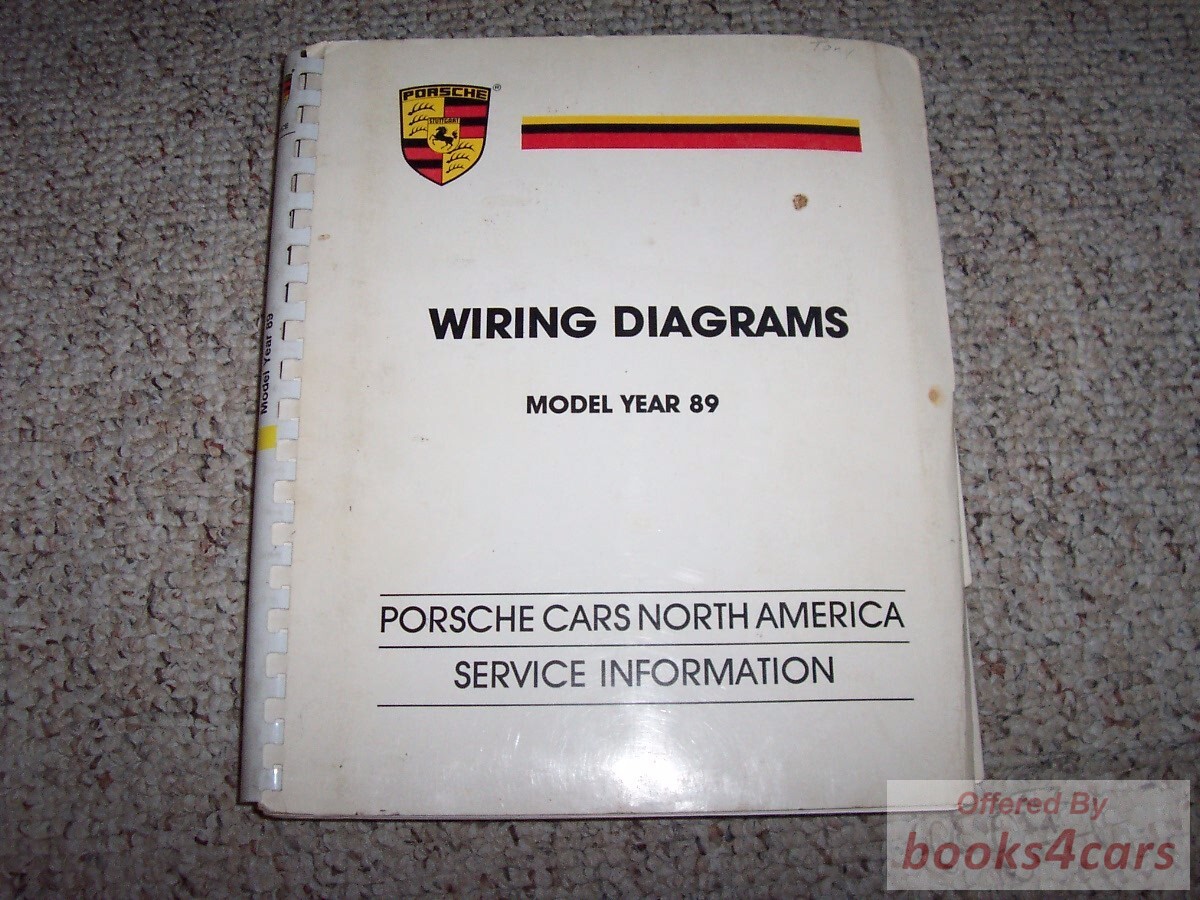 Tony
PORSCHE
®
STUTTGART
WIRING DIAGRAMS
MODEL YEAR 89
Model Year 89
PORSCHE CARS NORTH AMERICA
SERVICE INFORMATION
Offered By
books4cars